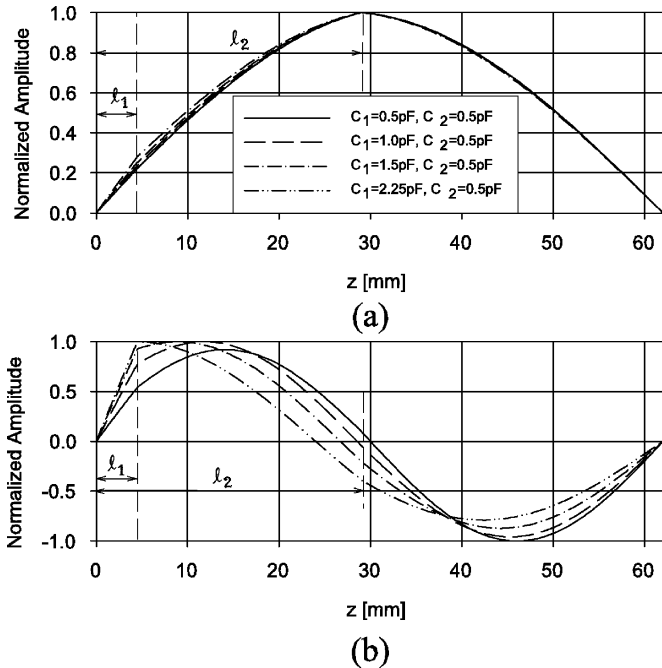 1.0
0.8
0.6
0.4
0.2
0.0
Normalized Amplitude
ℓ1
ℓ2
C1=0.5pF, C2=0.5pF
C1=1.0pF, C2=0.5pF
C1=1.5pF, C2=0.5pF
C1=2.25pF, C2=0.5pF
0 10 20 30 40 50 60
z [mm]
(a)
1.0
0.5
0.0
-0.5
-1.0
Normalized Amplitude
ℓ1
ℓ2
0 10 20 30 40 50 60
z [mm]
(b)